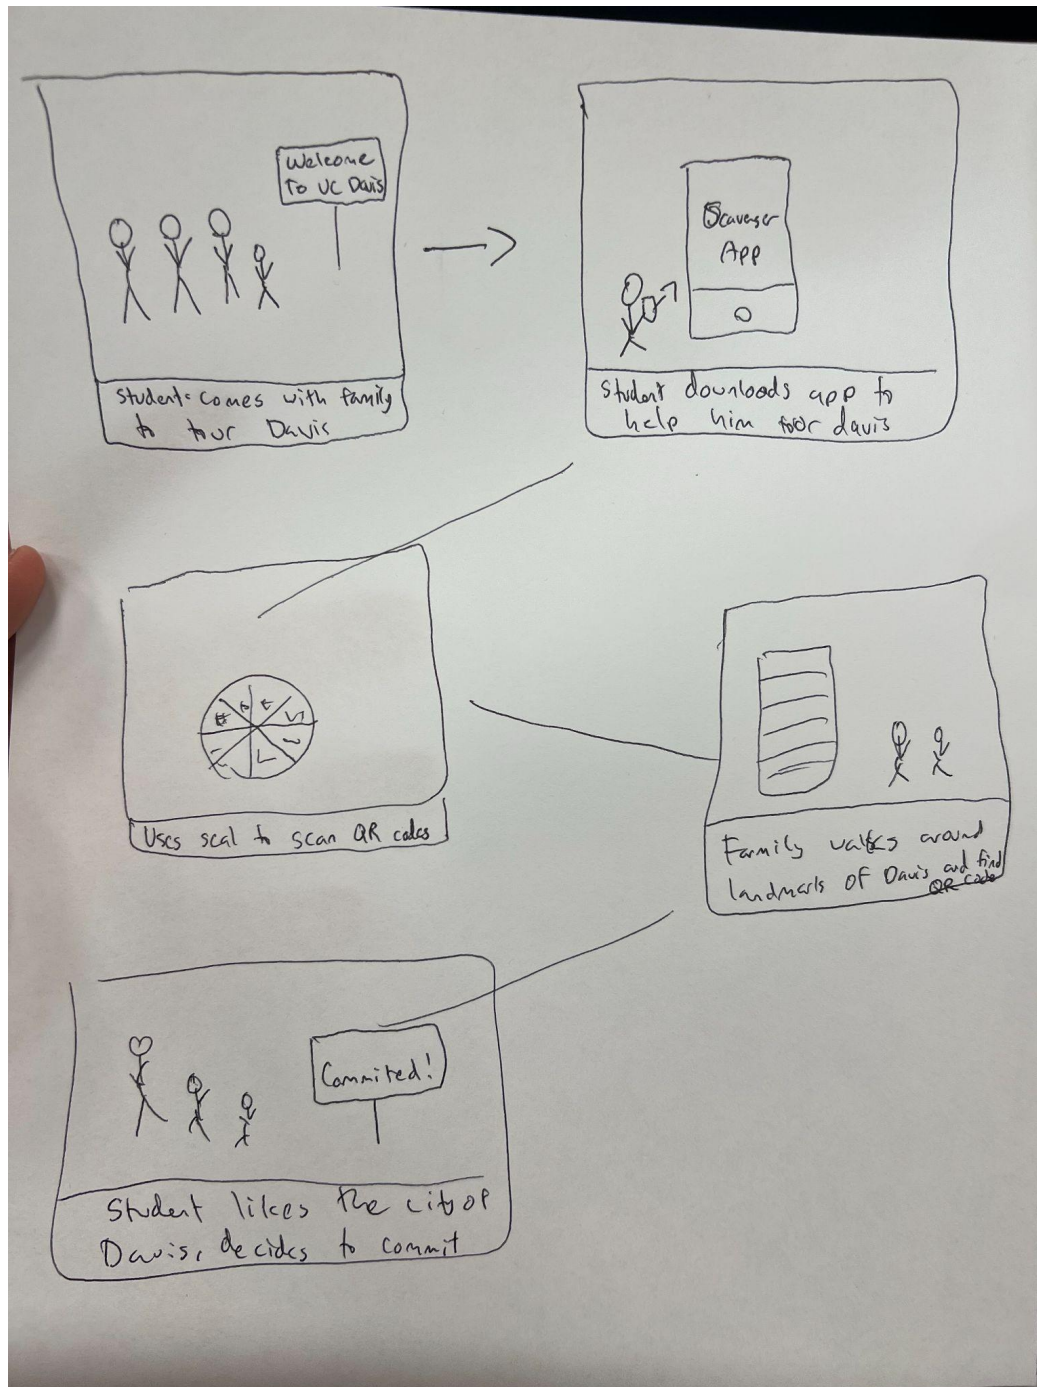 Welcome
To UC Davis
Student comes with family
to tour Davis
Scavenger
App
Student downloads app to
help him tour davis
Uses scal to scan QR codes
Family walks around
landmarks of Davis and find
QR code
Commited!
Student likes the city of
Davis, decides to commit